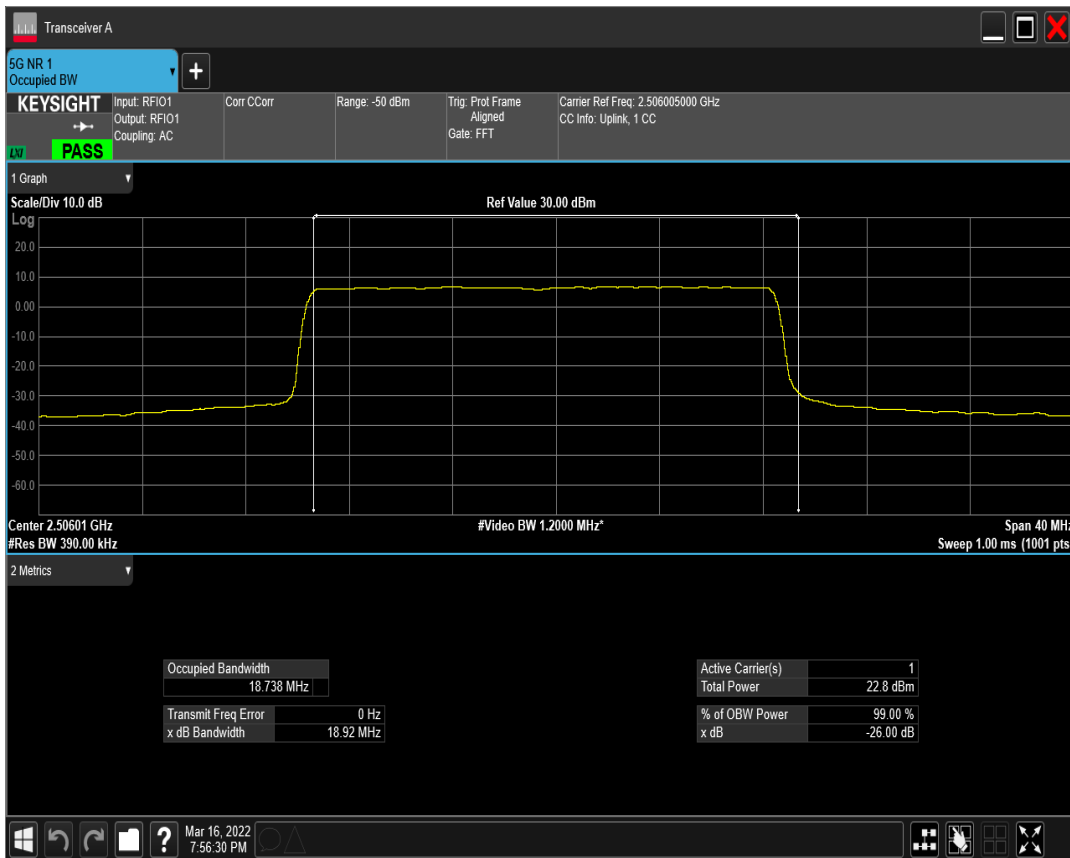 Transceiver A
5G NR 1
Occupied BW
+
KEYSIGHT
LXI
PASS
Input: RFIO1
Output: RFIO1
Coupling: AC
Corr CCorr
Range: -50 dBm
Trig: Prot Frame
Aligned
Gate: FFT
Carrier Ref Freq: 2.506005000 GHz
CC Info: Uplink, 1 CC
1 Graph
Scale/Div 10.0 dB
Ref Value 30.00 dBm
Log
20.0
10.0
0.00
-10.0
-20.0
-30.0
-40.0
-50.0
-60.0
Center 2.50601 GHz
#Video BW 1.2000 MHz*
Span 40 MHz
#Res BW 390.00 kHz
Sweep 1.00 ms (1001 pts
2 Metrics
Occupied Bandwidth
18.738 MHz
Transmit Freq Error 0 Hz
x dB Bandwidth 18.92 MHz
Active Carrier(s) 1
Total Power 22.8 dBm
% of OBW Power 99.00 %
x dB -26.00 dB
?
Mar 16, 2022
7:56:30 PM